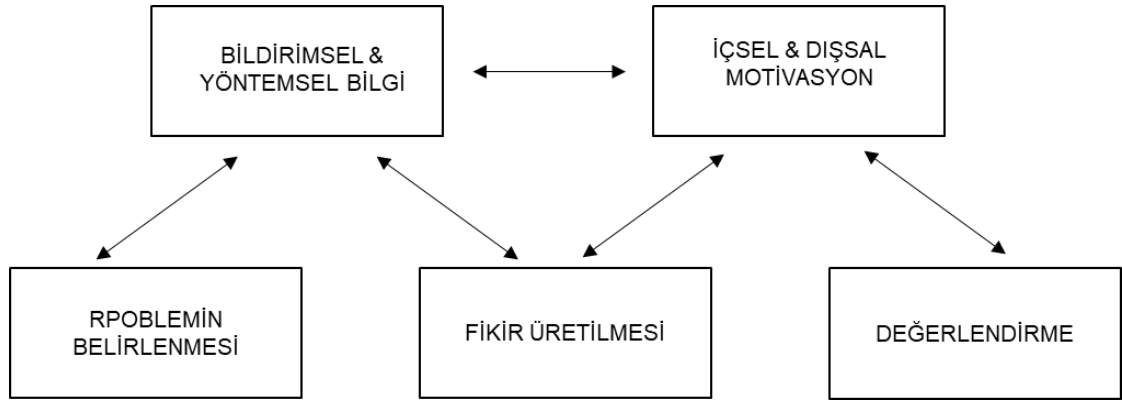 BİLDİRİMSEL &
YÖNTEMSEL BİLGİ
İÇSEL & DIŞSAL
MOTİVASYON
RPOBLEMİN
BELİRLENMESİ
FİKİR ÜRETİLMESİ
DEĞERLENDİRME